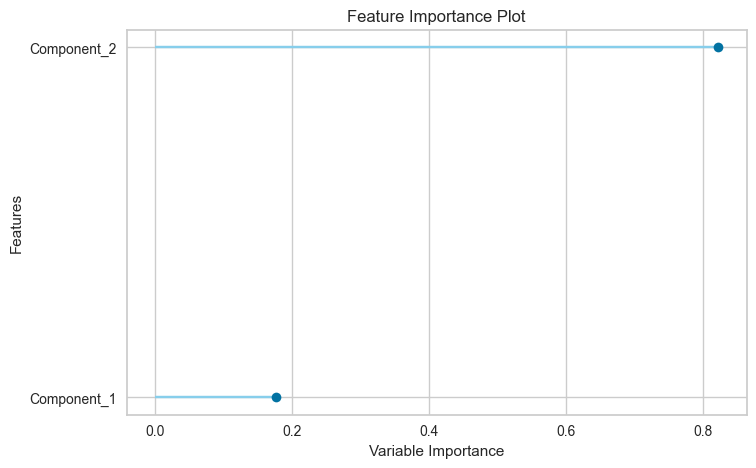 Feature Importance Plot
Component_2
Features
Component_1
0.0 0.2 0.4 0.6 0.8
Variable Importance